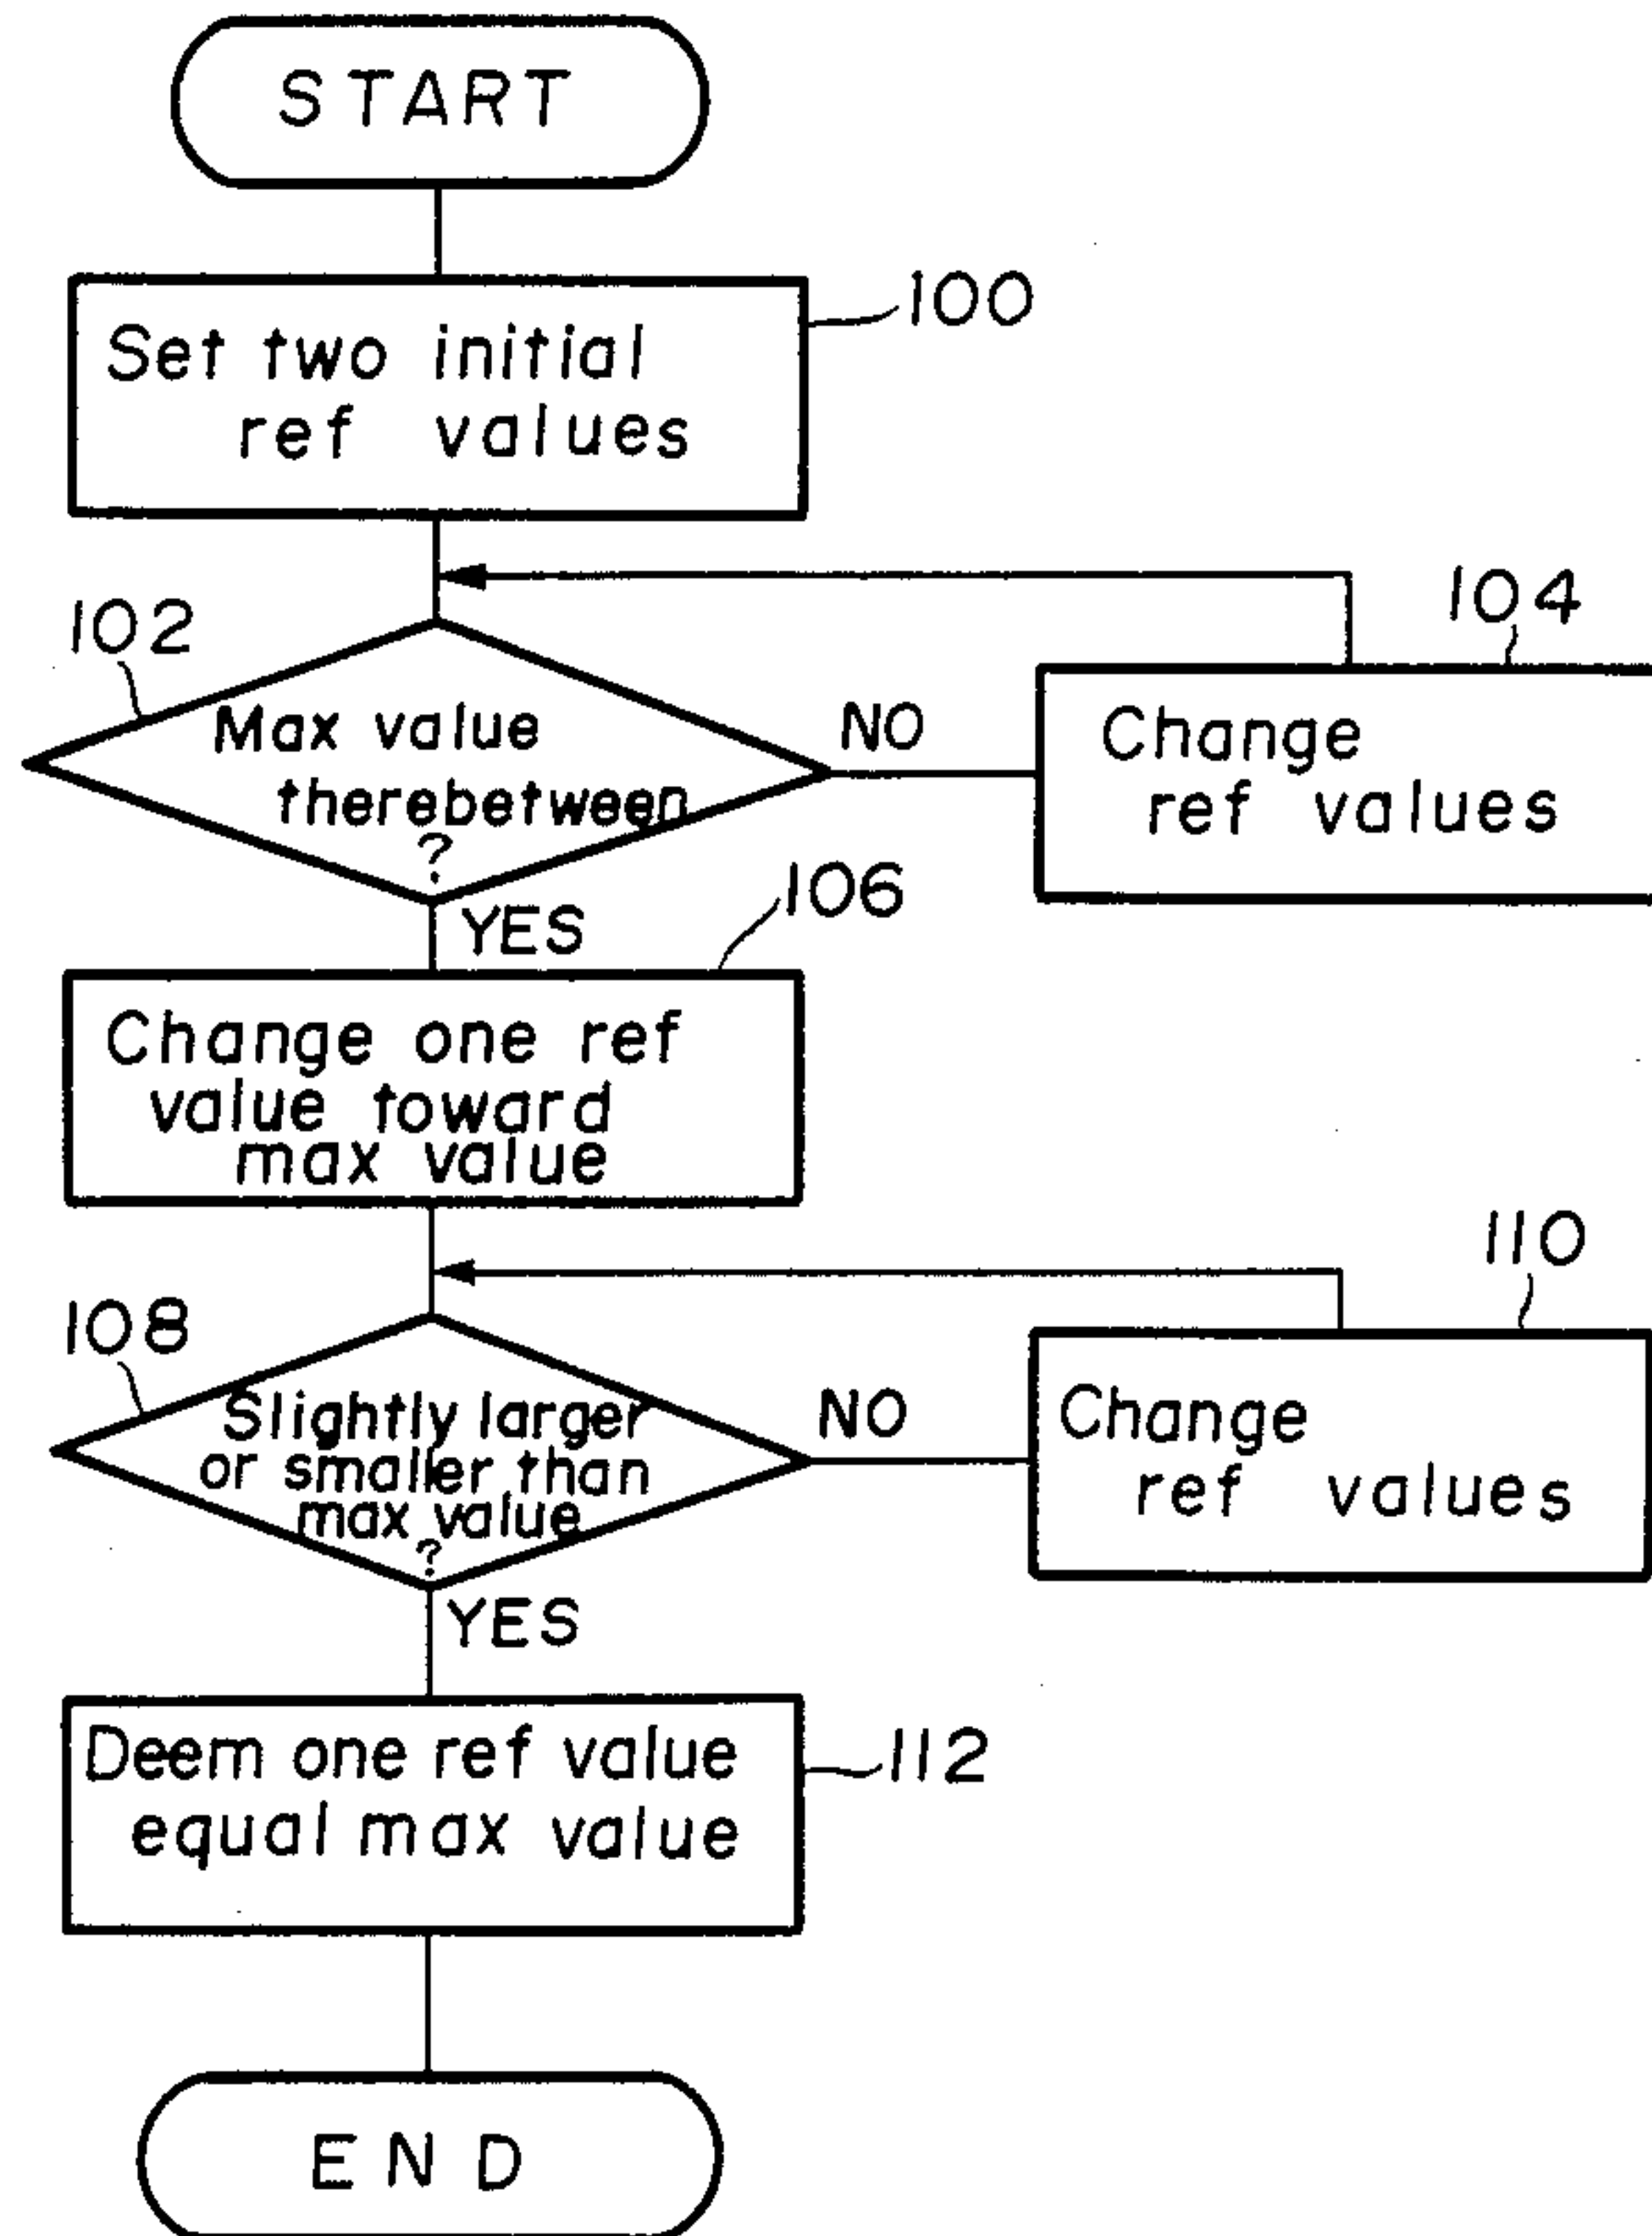 START
100
Set two initial
ref values
104
102
Max value
therebetween
?
NO
Change
ref values
YES
106
Change one ref
value toward
max value
110
108
Slightly larger
or smaller than
max value
?
NO
Change
ref values
YES
Deem one ref value
equal max value
112
END